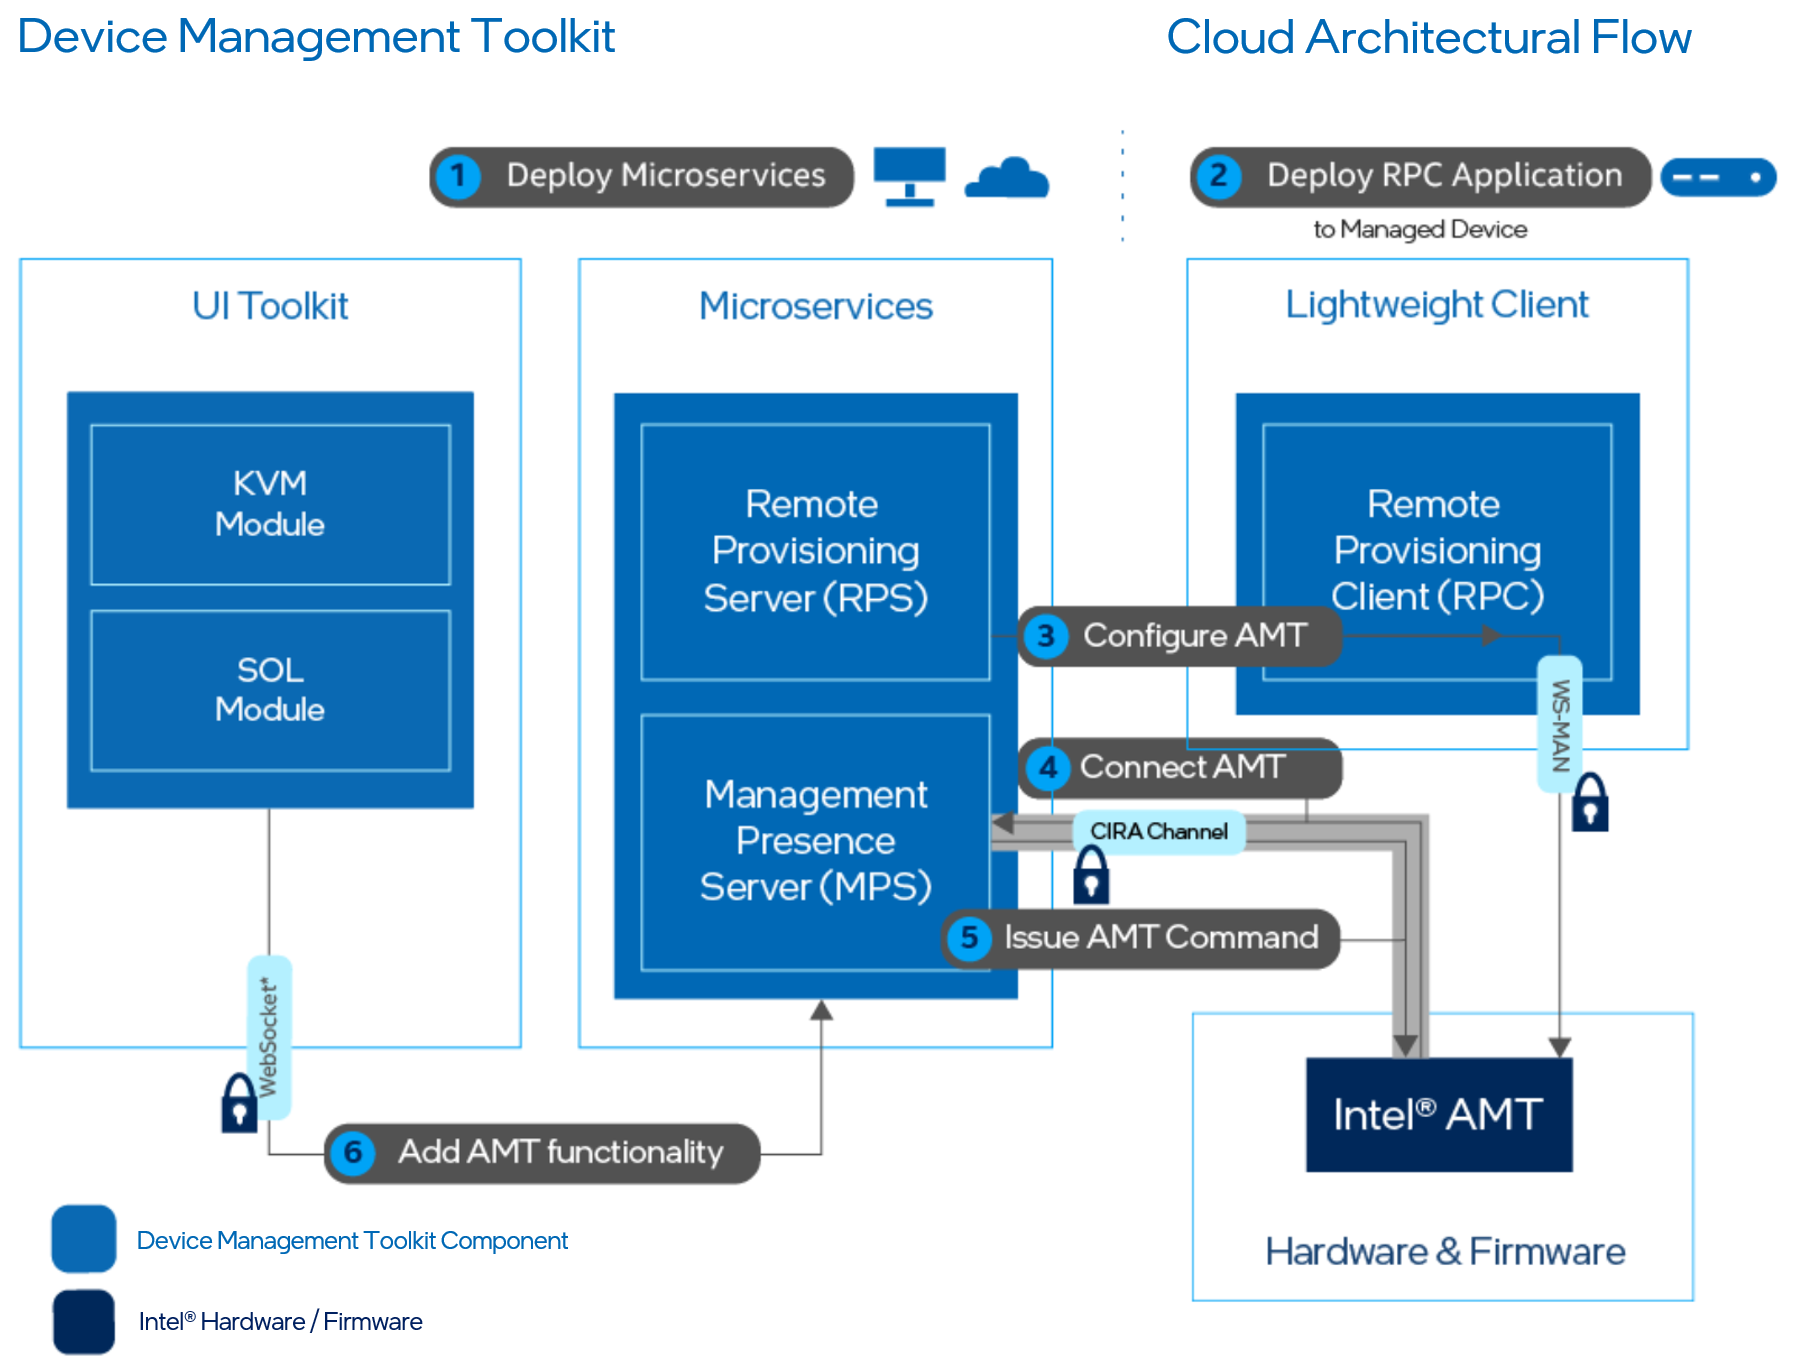 Device Management Toolkit
Cloud Architectural Flow
1 Deploy Microservices
2 Deploy RPC Application
to Managed Device
UI Toolkit
Microservices
Lightweight Client
KVM
Module
SOL
Module
Remote
Provisioning
Server (RPS)
Management
Presence
Server (MPS)
Remote
Provisioning
Client (RPC)
3 Configure AMT
WS-MAN
4 Connect AMT
CIRA Channel
5 Issue AMT Command
WebSocket*
6 Add AMT functionality
Intel® AMT
Hardware & Firmware
Device Management Toolkit Component
Intel® Hardware / Firmware